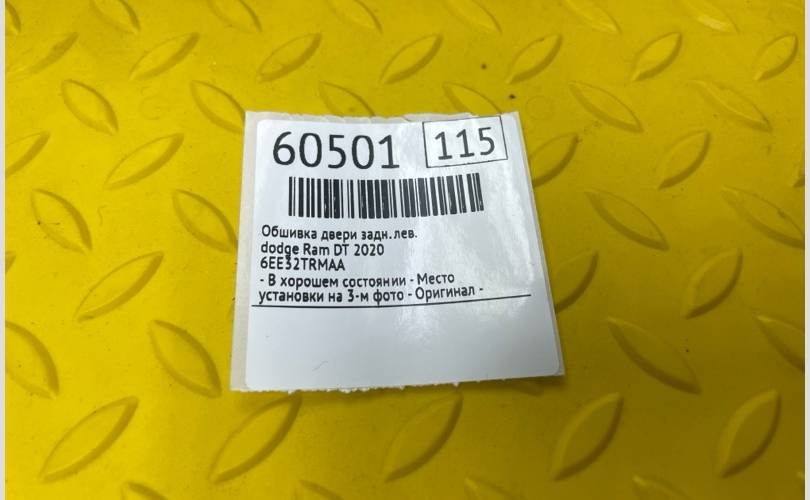 60501 115
Обшивка двери задн.лев.
dodge Ram DT 2020
6EE32TRMAA
- В хорошем состоянии - Место
установки на 3-м фото - Оригинал -